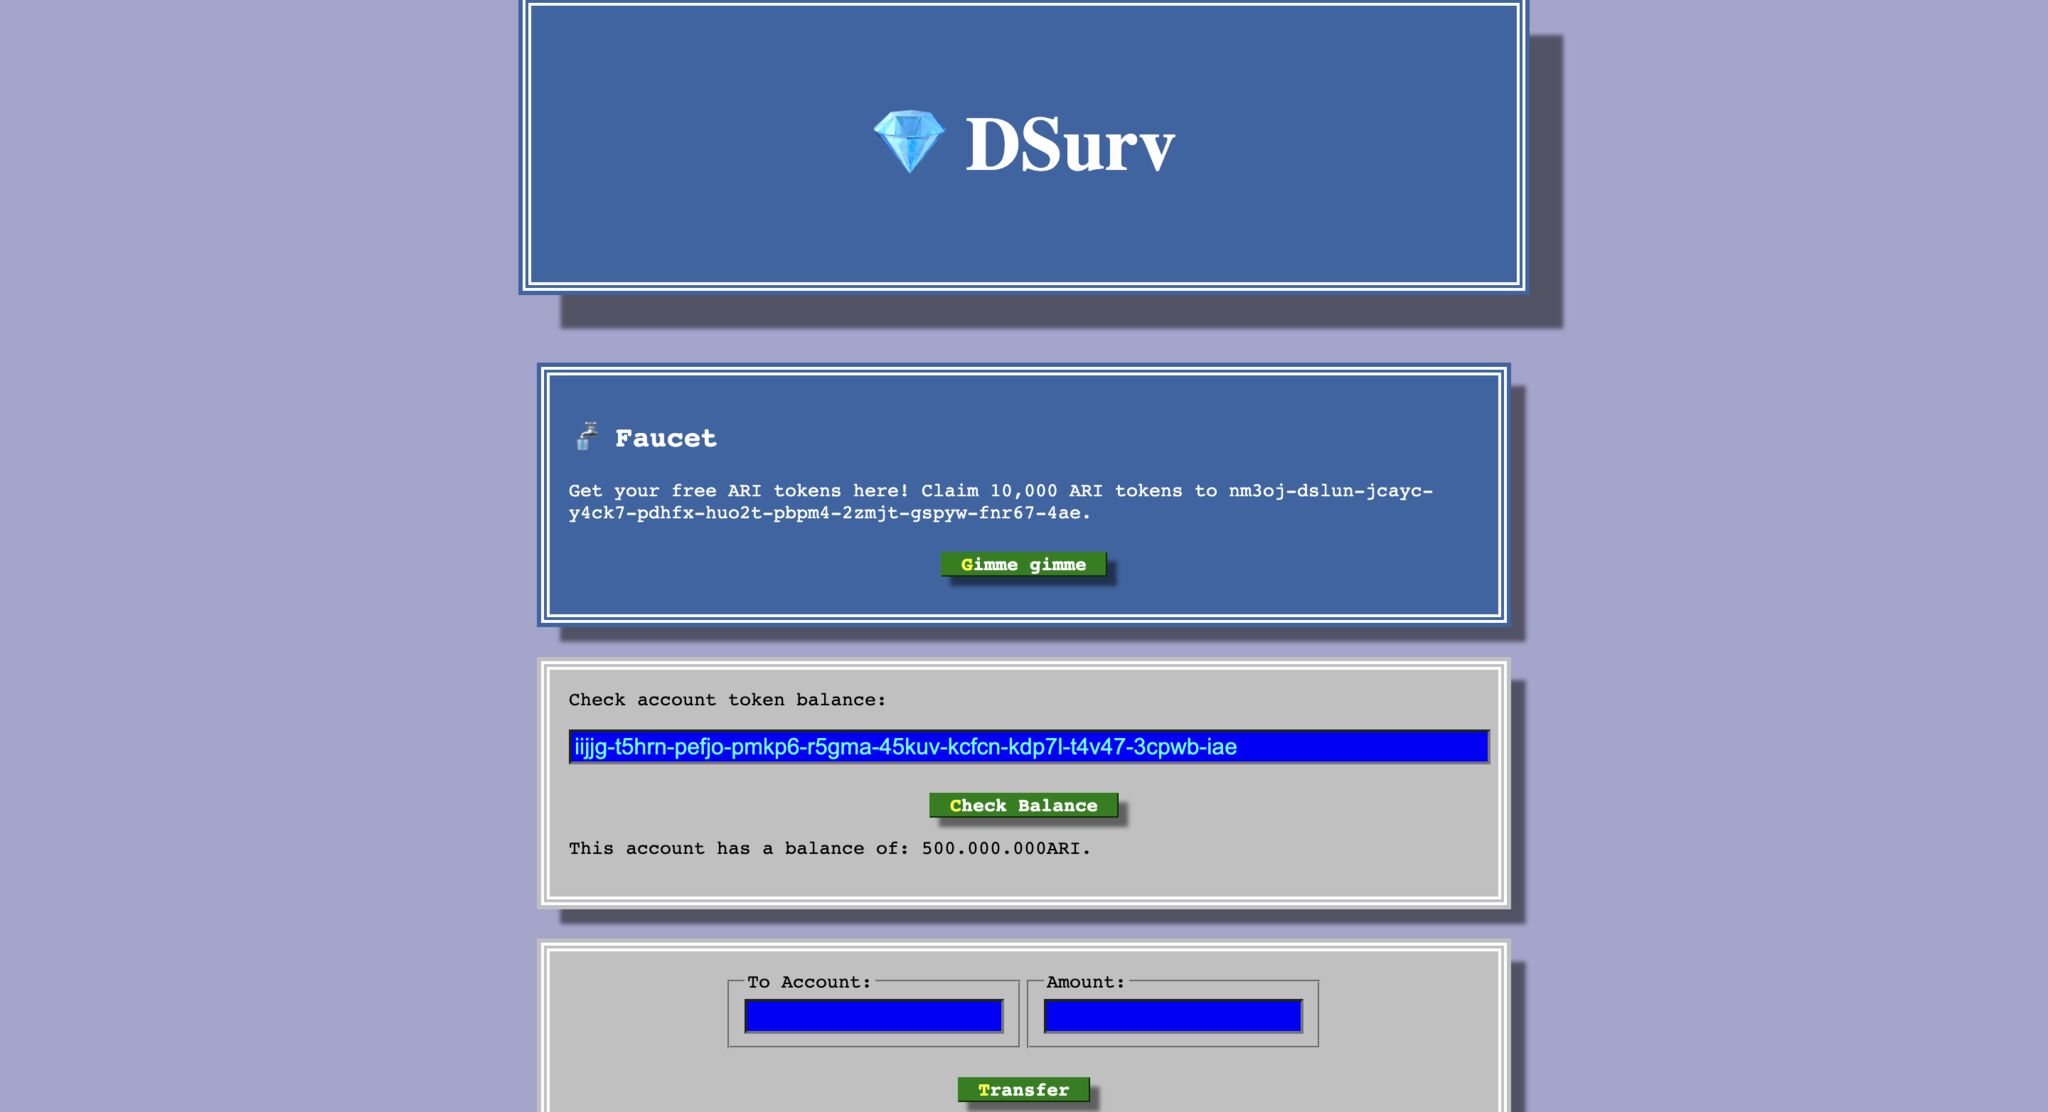 DSurv
Faucet
Get your free ARI tokens here! Claim 10,000 ARI tokens to nm3oj-dslun-jcayc-
y4ck7-pdhfx-huo2t-pbpm4-2zmjt-gspyw-fnr67-4ae.
Gimme gimme
Check account token balance:
iijjg-t5hrn-pefjo-pmkp6-r5gma-45kuv-kcfcn-kdp7l-t4v47-3cpwb-iae
Check Balance
This account has a balance of: 500.000.000ARI.
To Account: Amount:
Transfer